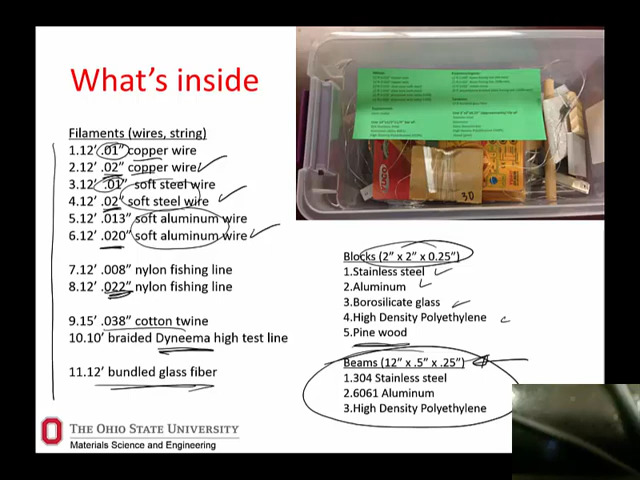 What's inside
Filaments (wires, string)
1.12' .01" copper wire
2.12' .02" copper wire
3.12' .01" soft steel wire
4.12' .02" soft steel wire
5.12' .013" soft aluminum wire
6.12' .020" soft aluminum wire
7.12' .008" nylon fishing line
8.12' .022" nylon fishing line
9.15' .038" cotton twine
10.10' braided Dyneema high test line
11.12' bundled glass fiber
30
Blocks (2" x 2" x 0.25")
1.Stainless steel
2.Aluminum
3.Borosilicate glass
4.High Density Polyethylene
5.Pine wood
Beams (12" x .5" x .25")
1.304 Stainless steel
2.6061 Aluminum
3.High Density Polyethylene
THE OHIO STATE UNIVERSITY
Materials Science and Engineering